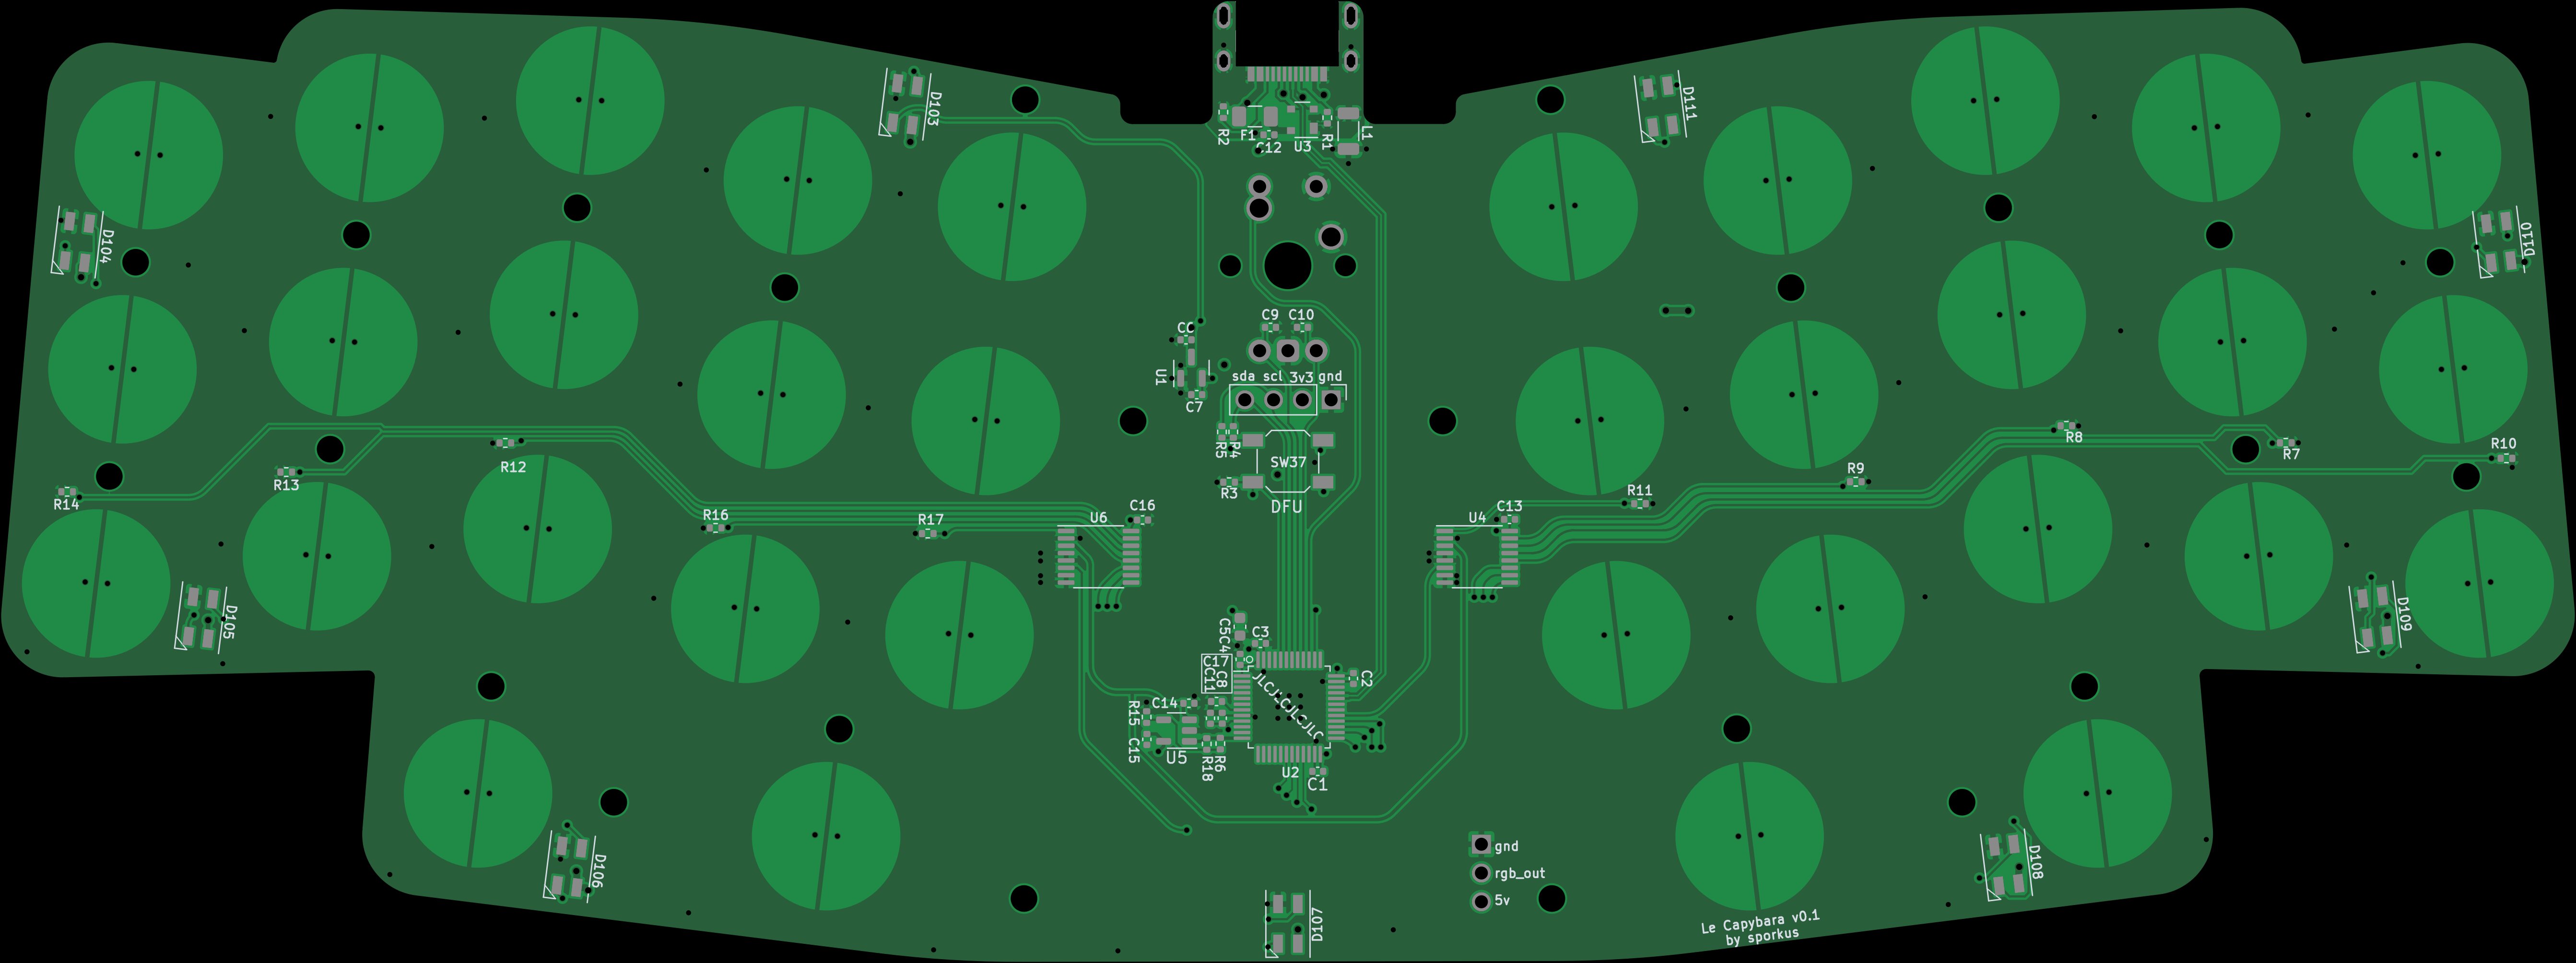 D103
D111
R2
F1
C12
U3
R1
L1
D104
D110
CC
C9
C10
U1
C7
sda scl 3v3 gnd
R5
R4
SW37
R3
DFU
R14
R13
R12
R16
R17
U6
C16
U4
C13
R11
R9
R8
R7
R10
D105
D109
C5
C4
C3
C17
C11
C8
C2
JLCJLCJLCJLC
R15
C14
C15
U5
R18
R6
U2
C1
D106
D108
gnd
rgb_out
5v
D107
Le Capybara v0.1
by sporkus